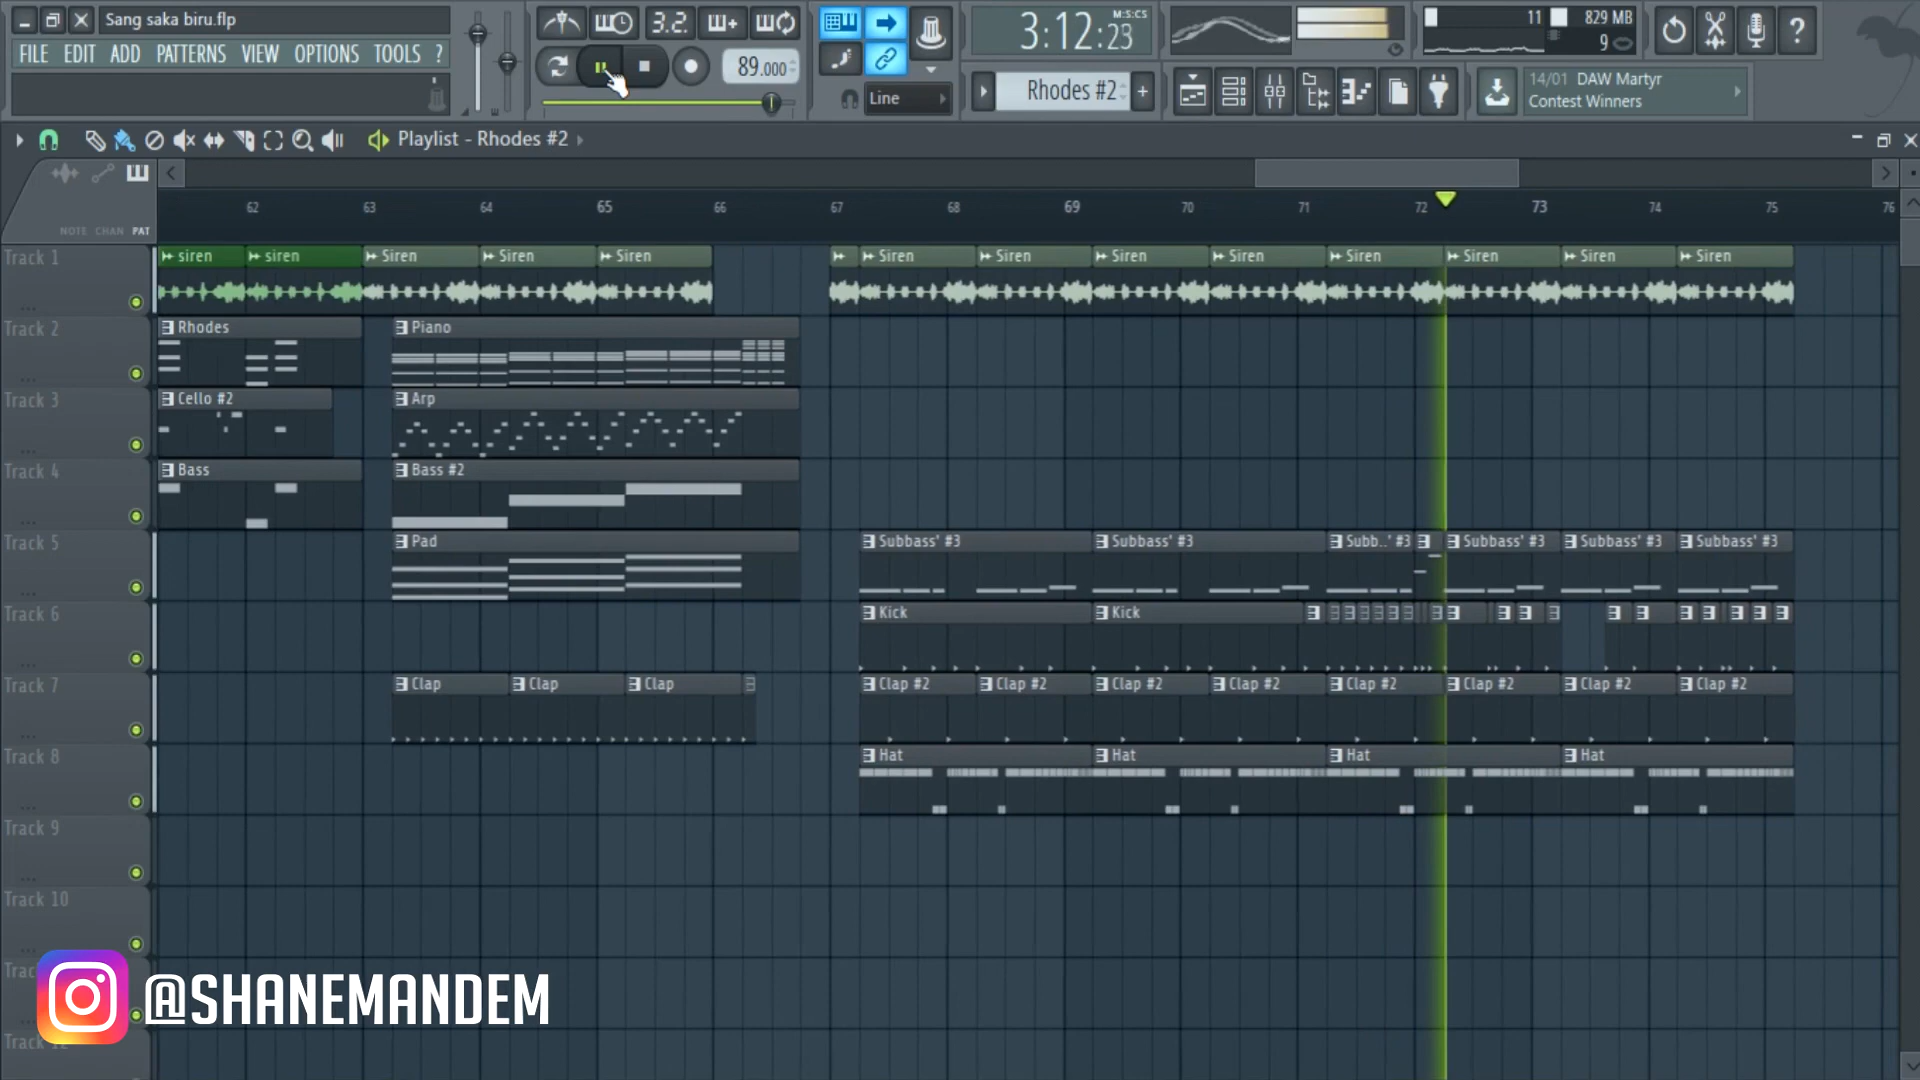 Sang saka biru.flp
FILE EDIT ADD PATTERNS VIEW OPTIONS TOOLS ?
3.2
89.000
Line
3:12:23
M:S:CS
Rhodes #2
11 829 MB
9
14/01 DAW Martyr
Contest Winners
Playlist - Rhodes #2
NOTE CHAN PAT
62 63 64 65 66 67 68 69 70 71 72 73 74 75 76
Track 1
siren siren Siren Siren Siren Siren Siren Siren Siren Siren Siren Siren Siren
Track 2
Rhodes Piano
Track 3
Cello #2 Arp
Track 4
Bass Bass #2
Track 5
Pad Subbass' #3 Subbass' #3 Subb..' #3 Subbass' #3 Subbass' #3 Subbass' #3
Track 6
Kick Kick
Track 7
Clap Clap Clap Clap #2 Clap #2 Clap #2 Clap #2 Clap #2 Clap #2 Clap #2 Clap #2
Track 8
Hat Hat Hat Hat
Track 9
Track 10
@SHANEMANDEM